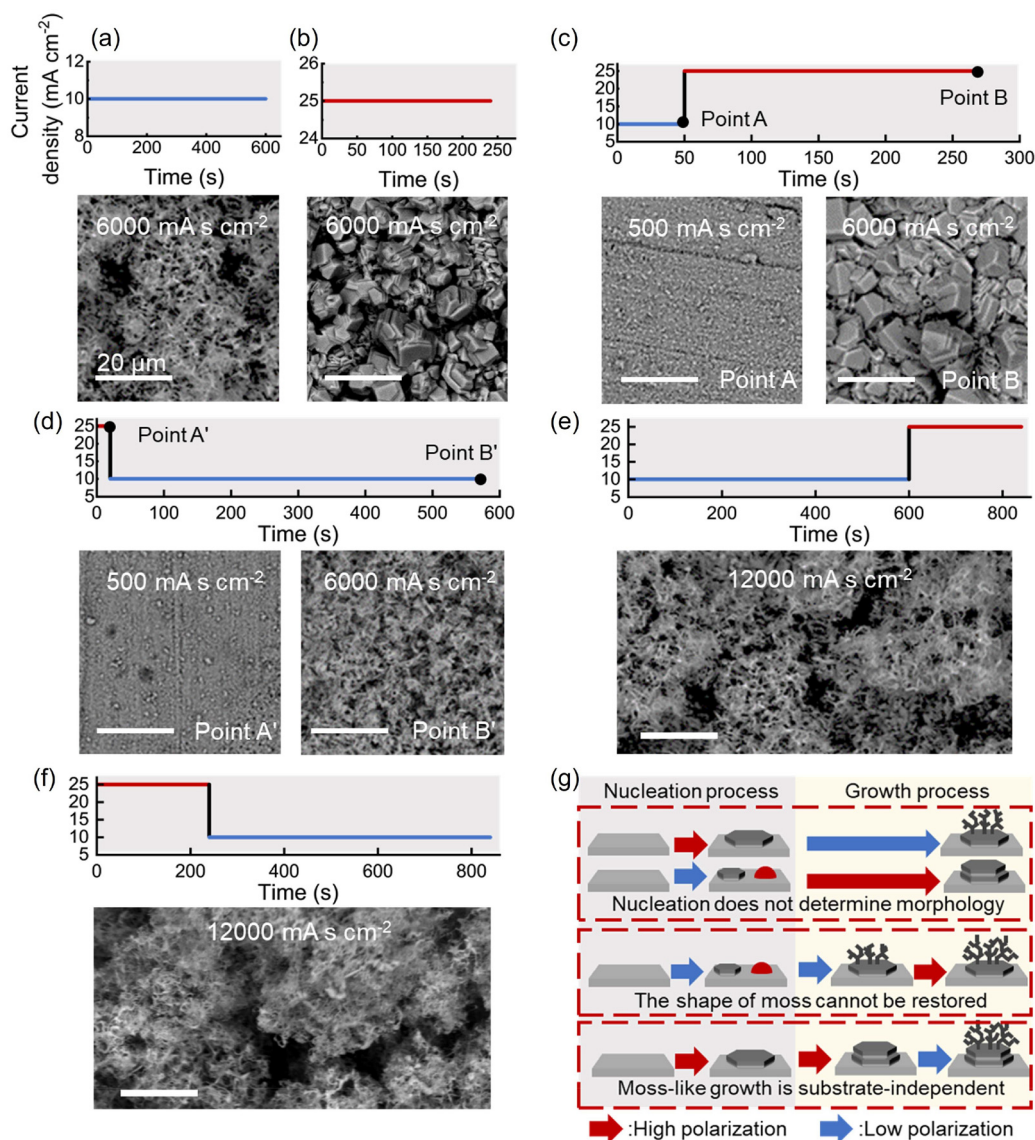 (a)
(b)
(c)
Current
density (mA cm-2)
12
10
8
0
200
400
600
Time (s)
26
25
24
0
50
100
150
200
250
Time (s)
25
20
15
10
5
0
50
100
150
200
250
300
Point A
Point B
Time (s)
6000 mA s cm-2
20 µm
6000 mA s cm-2
500 mA s cm-2
Point A
6000 mA s cm-2
Point B
(d)
25
20
15
10
5
0
100
200
300
400
500
600
Point A'
Point B'
Time (s)
500 mA s cm-2
Point A'
6000 mA s cm-2
Point B'
(e)
25
20
15
10
5
0
200
400
600
800
Time (s)
12000 mA s cm-2
(f)
25
20
15
10
5
0
200
400
600
800
Time (s)
12000 mA s cm-2
(g)
Nucleation process
Growth process
Nucleation does not determine morphology
The shape of moss cannot be restored
Moss-like growth is substrate-independent
:High polarization
:Low polarization